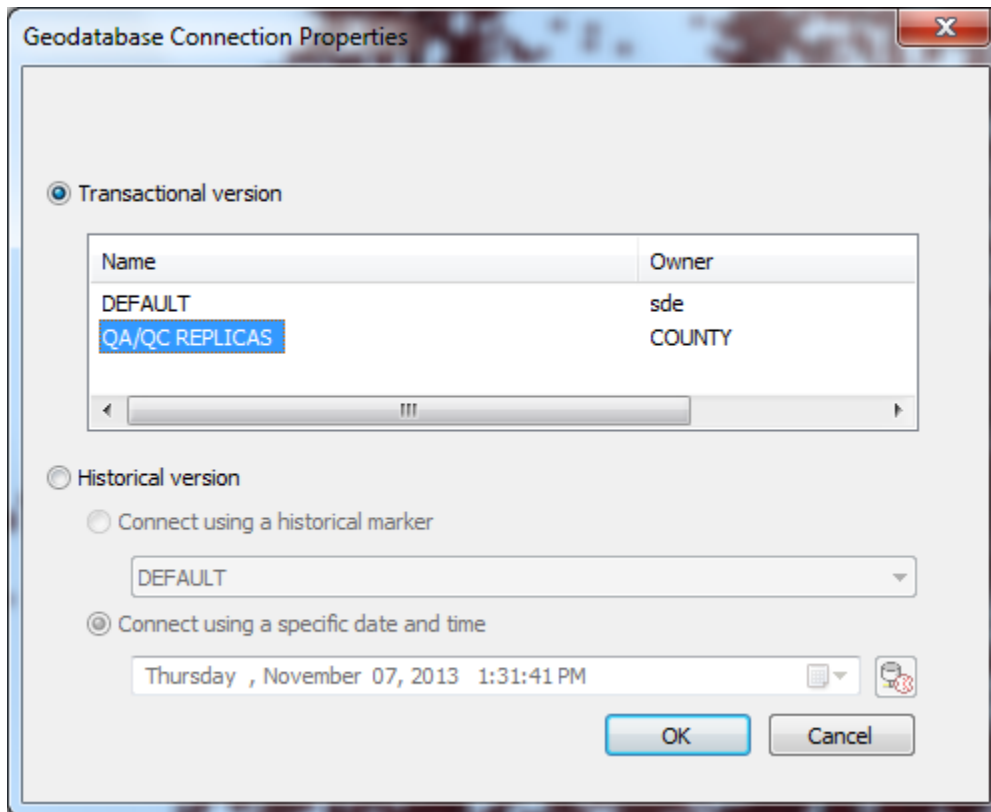 Geodatabase Connection Properties
Transactional version
Name Owner
DEFAULT sde
QA/QC REPLICAS COUNTY
Historical version
Connect using a historical marker
DEFAULT
Connect using a specific date and time
Thursday , November 07, 2013 1:31:41 PM
OK Cancel